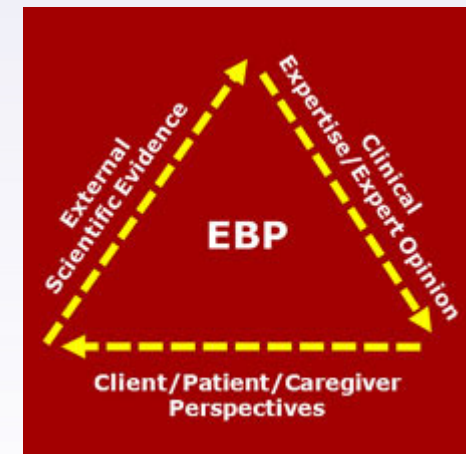 External
Scientific Evidence
Clinical
Expertise/Expert Opinion
EBP
Client/Patient/Caregiver
Perspectives